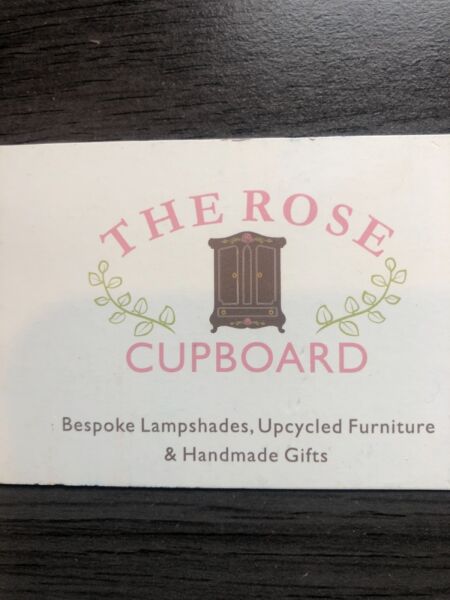 THE ROSE
CUPBOARD
Bespoke Lampshades, Upcycled Furniture
& Handmade Gifts